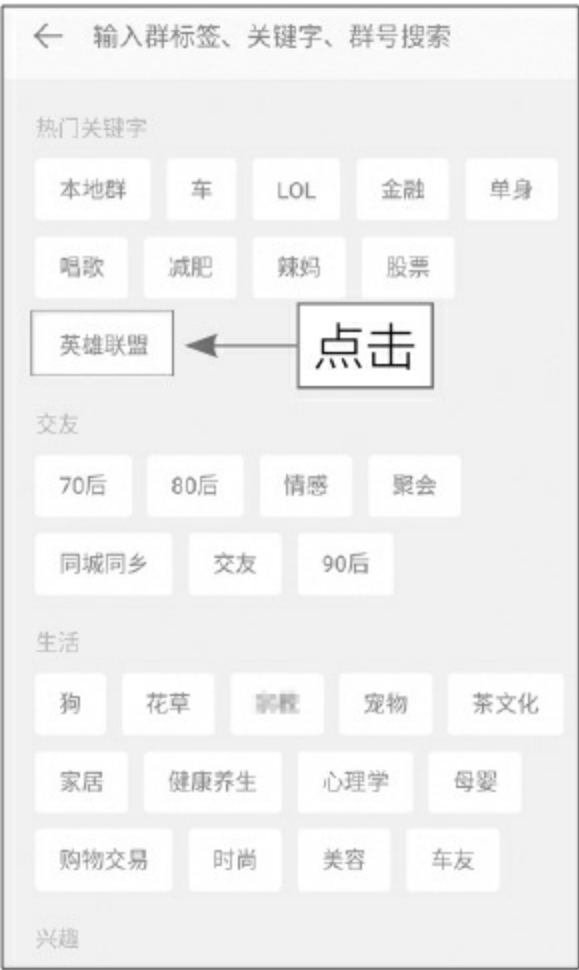 ← 输入群标签、关键字、群号搜索
热门关键字
本地群 车 LOL 金融 单身
唱歌 减肥 辣妈 股票
英雄联盟 点击
交友
70后 80后 情感 聚会
同城同乡 交友 90后
生活
狗 花草 宠物 茶文化
家居 健康养生 心理学 母婴
购物交易 时尚 美容 车友
兴趣